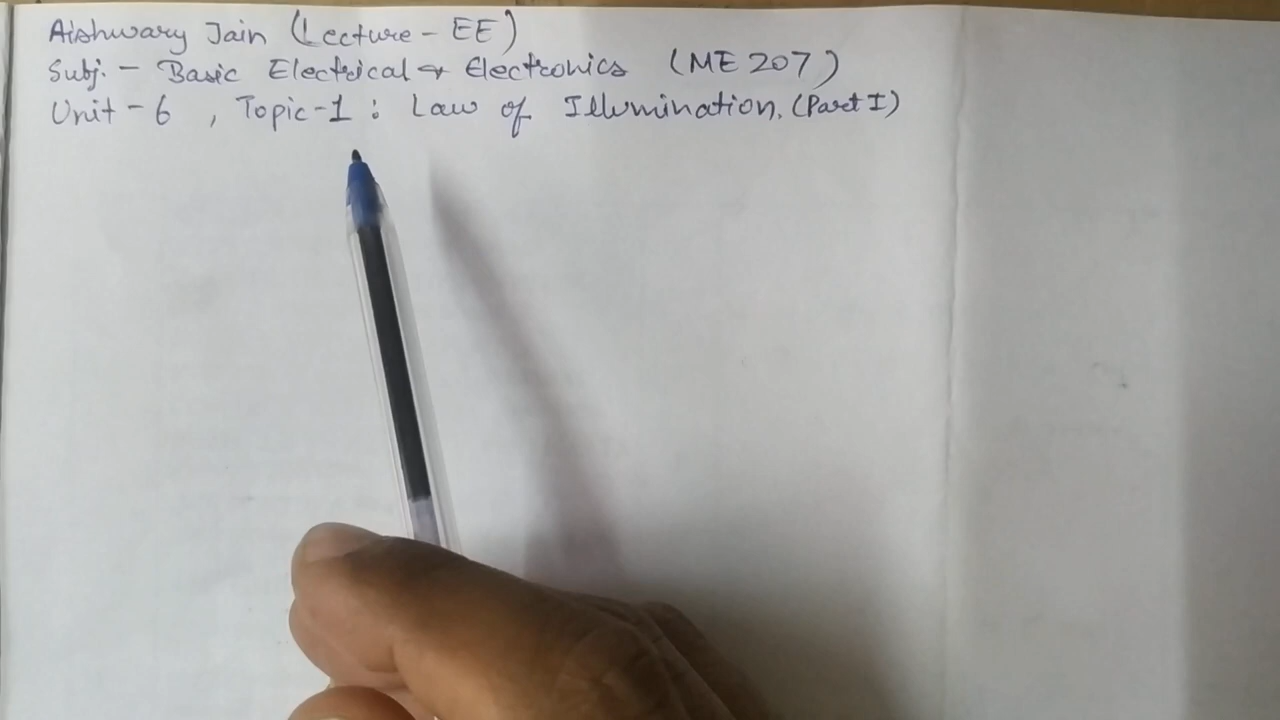 Aishwary Jain (Lecture - EE)
Subj. - Basic Electrical & Electronics (ME 207)
Unit - 6 , Topic-1 : Law of Illumination. (Part I)